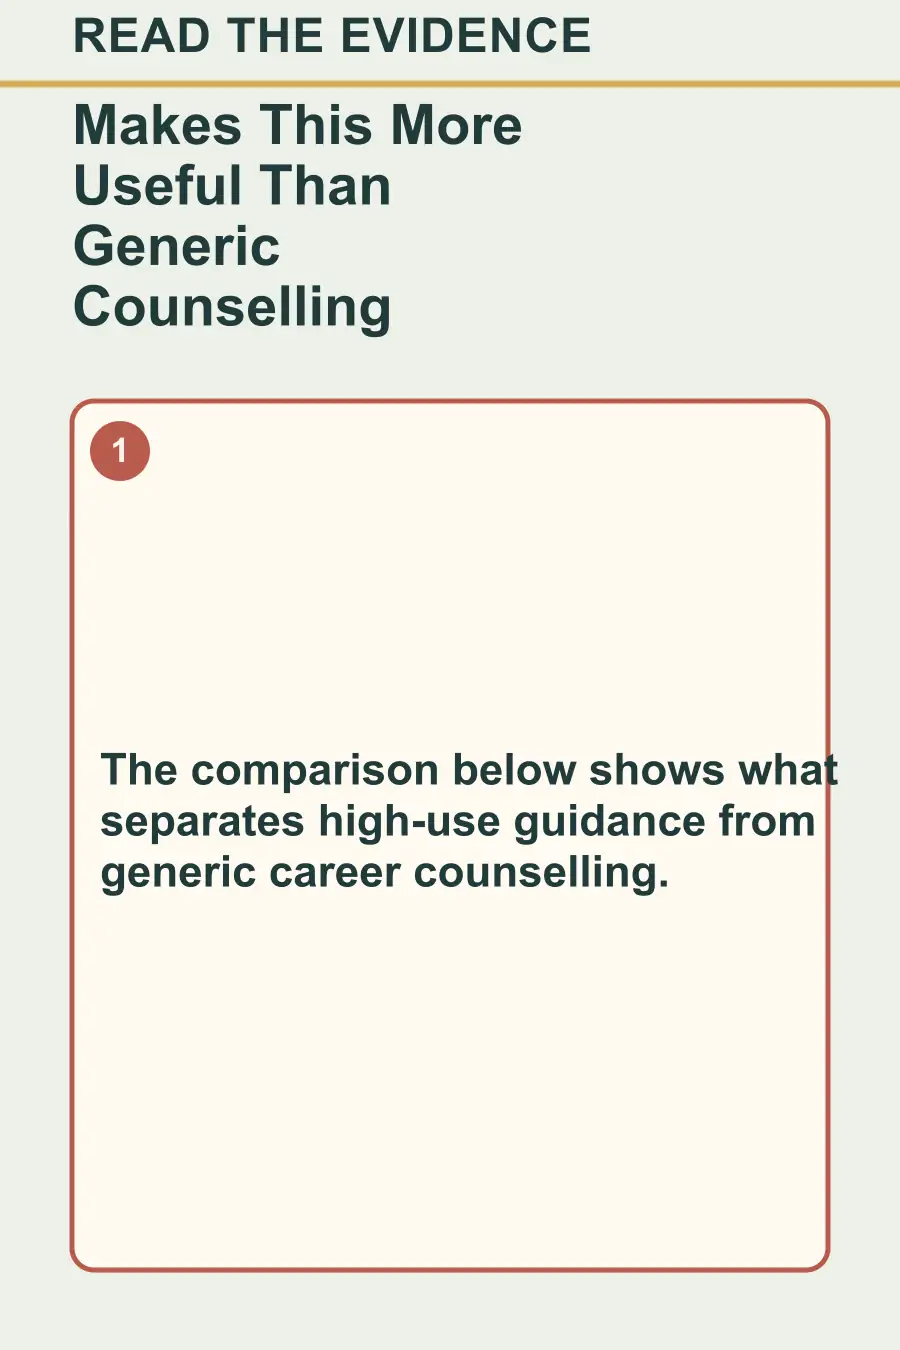 READ THE EVIDENCE
Makes This More
Useful Than
Generic
Counselling
1
The comparison below shows what
separates high-use guidance from
generic career counselling.